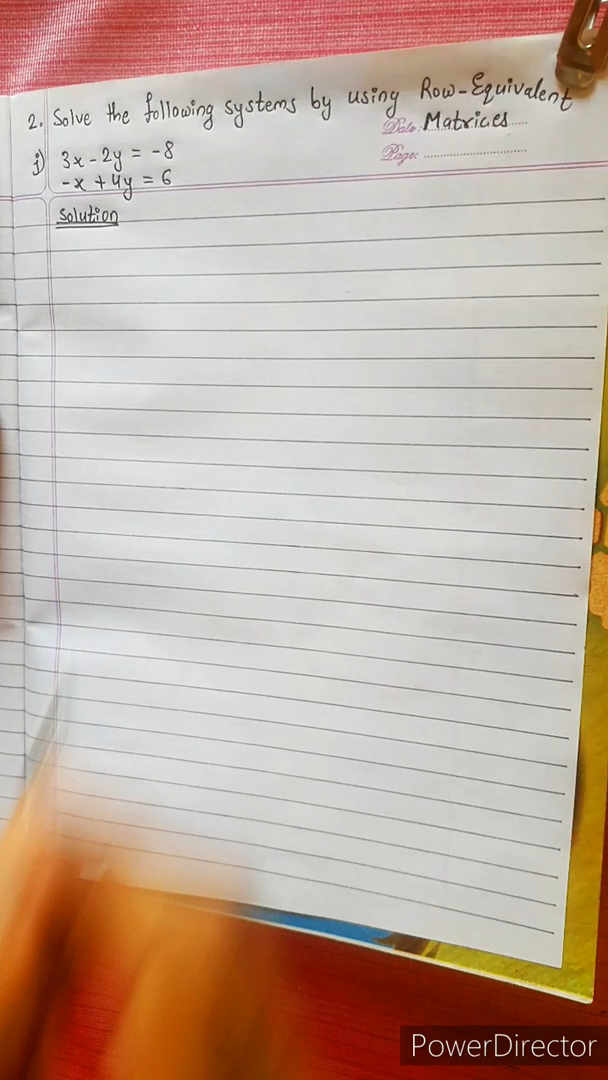 2. Solve the following systems by using Row-Equivalent
Date: Matrices
Page:
i) 3x - 2y = -8
-x + 4y = 6
Solution
PowerDirector